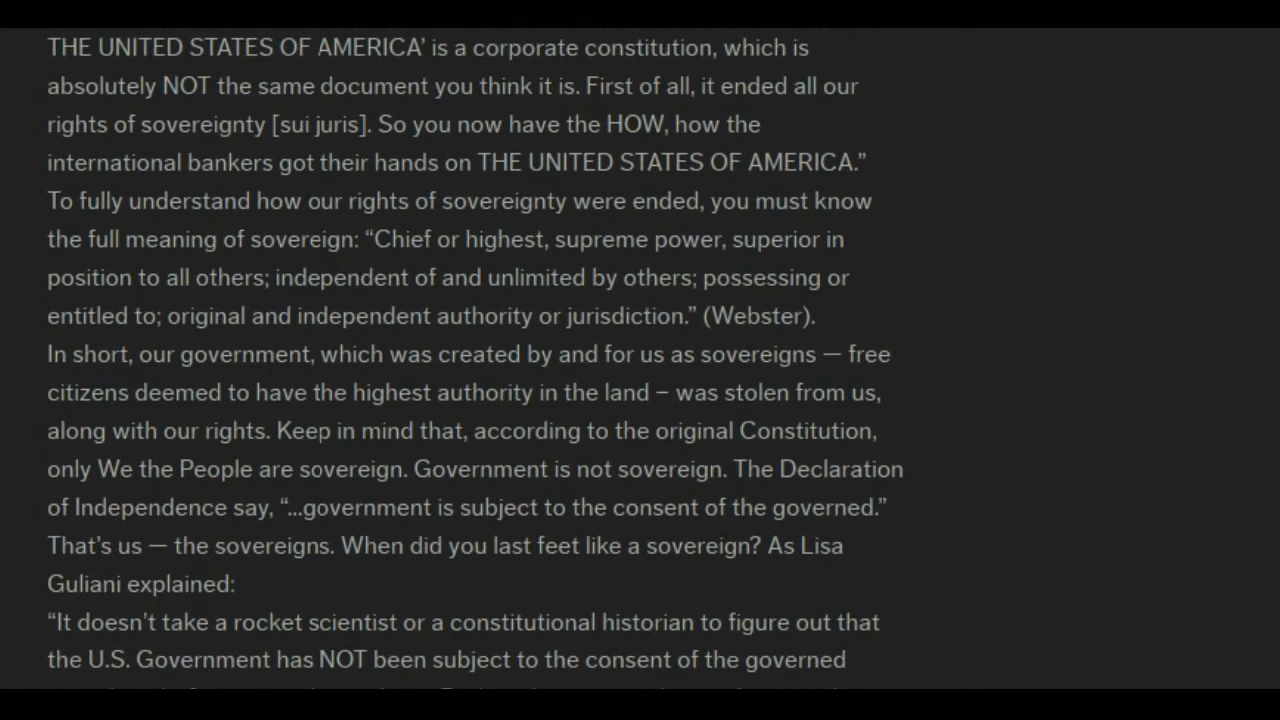 THE UNITED STATES OF AMERICA’ is a corporate constitution, which is
absolutely NOT the same document you think it is. First of all, it ended all our
rights of sovereignty [sui juris]. So you now have the HOW, how the
international bankers got their hands on THE UNITED STATES OF AMERICA.”
To fully understand how our rights of sovereignty were ended, you must know
the full meaning of sovereign: “Chief or highest, supreme power, superior in
position to all others; independent of and unlimited by others; possessing or
entitled to; original and independent authority or jurisdiction.” (Webster).
In short, our government, which was created by and for us as sovereigns — free
citizens deemed to have the highest authority in the land – was stolen from us,
along with our rights. Keep in mind that, according to the original Constitution,
only We the People are sovereign. Government is not sovereign. The Declaration
of Independence say, “...government is subject to the consent of the governed.”
That’s us — the sovereigns. When did you last feet like a sovereign? As Lisa
Guliani explained:
“It doesn’t take a rocket scientist or a constitutional historian to figure out that
the U.S. Government has NOT been subject to the consent of the governed